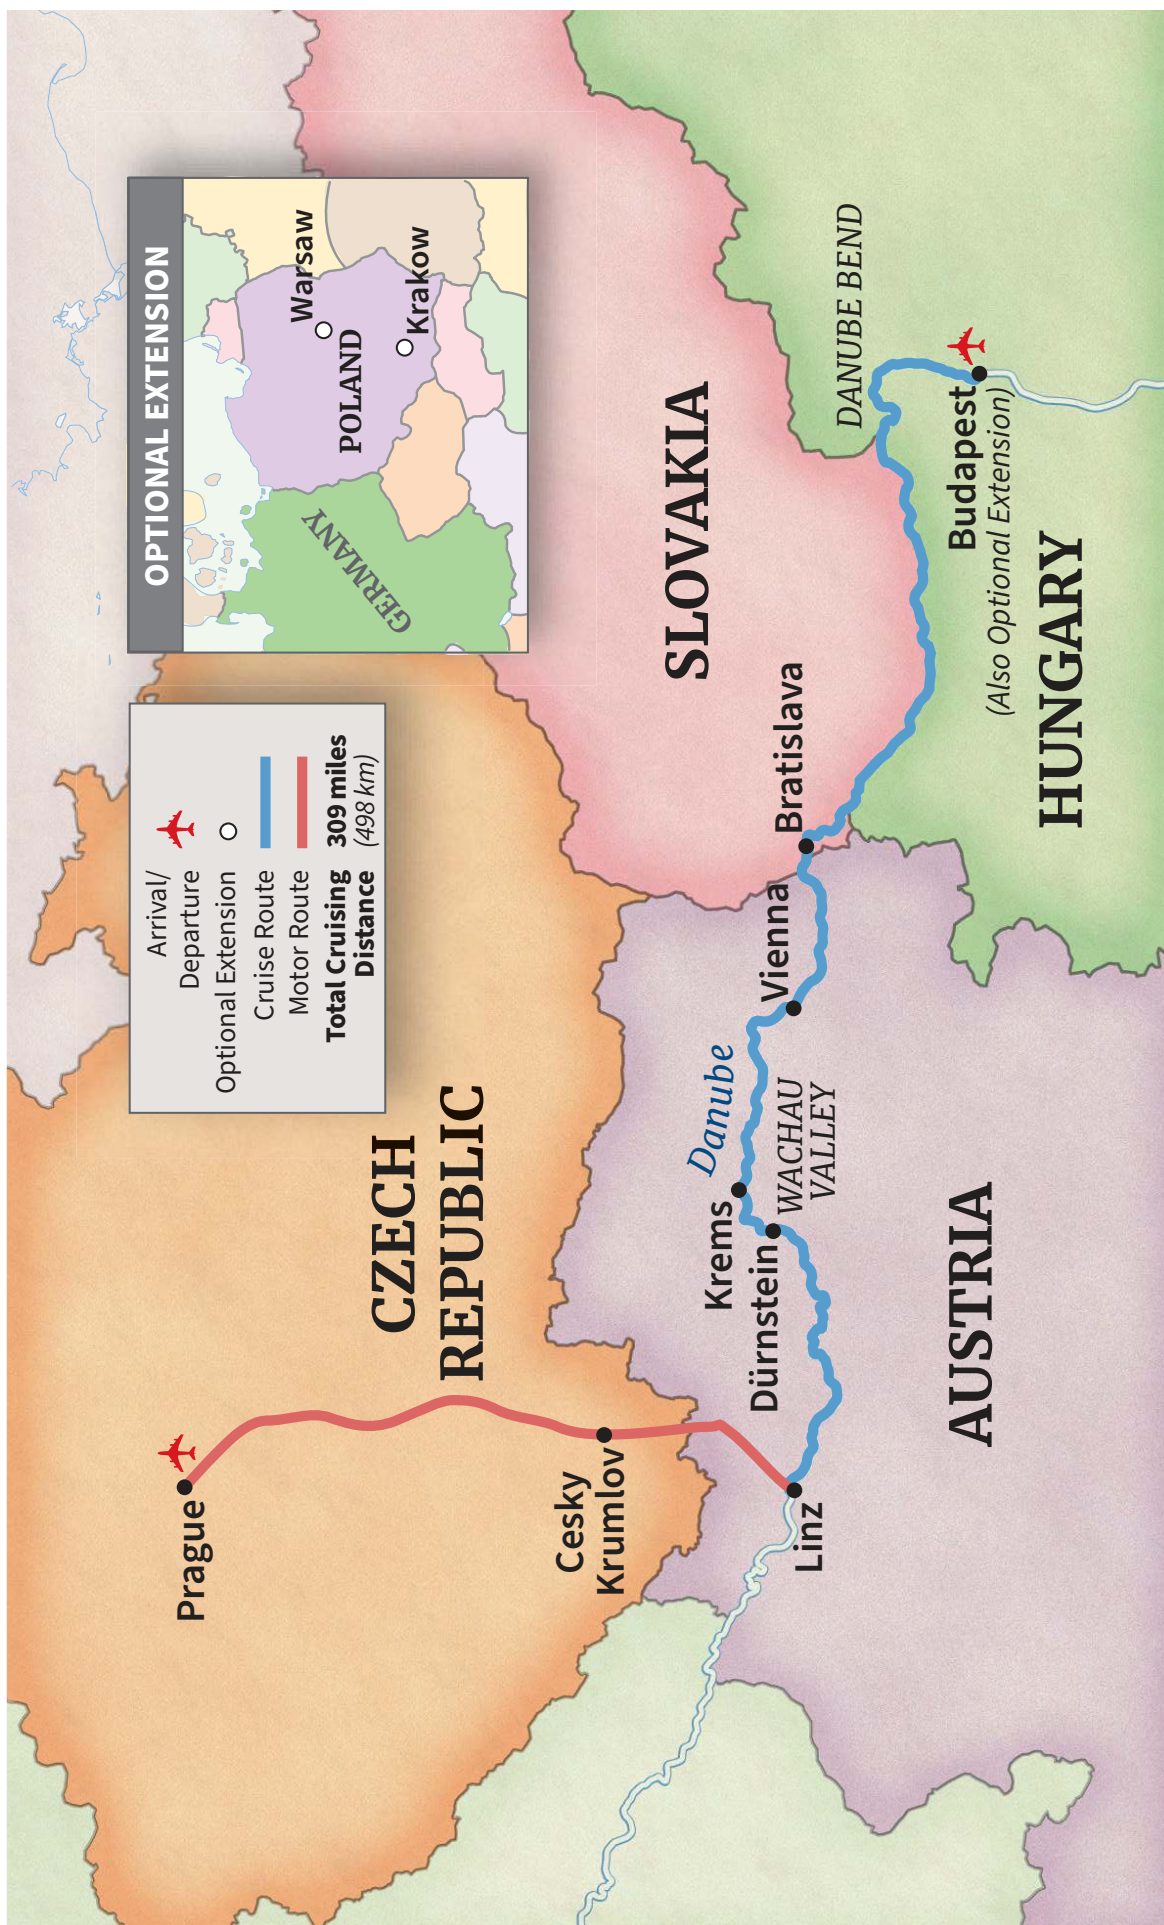 OPTIONAL EXTENSION
Warsaw
POLAND
Krakow
GERMANY
Arrival/
Departure
Optional Extension
Cruise Route
Motor Route
Total Cruising 309 miles
Distance (498 km)
Prague
CZECH
REPUBLIC
Cesky
Krumlov
SLOVAKIA
Danube
Krems
Dürnstein
WACHAU
VALLEY
Linz
Vienna
Bratislava
DANUBE BEND
Budapest
(Also Optional Extension)
AUSTRIA
HUNGARY